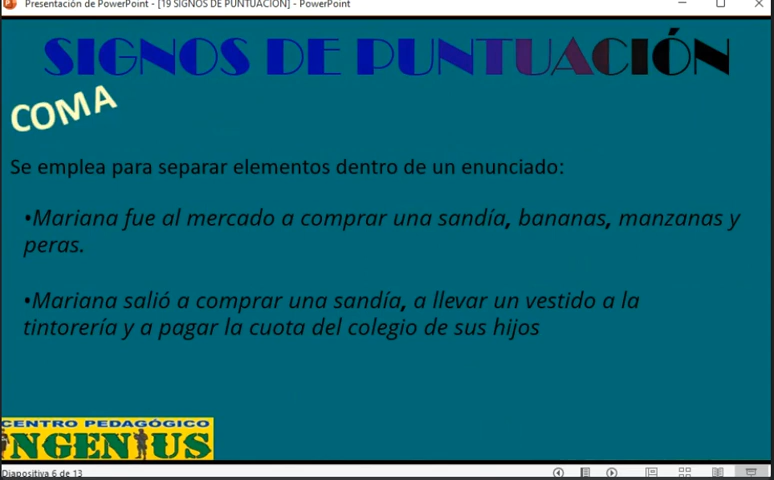 Presentación de PowerPoint - [19 SIGNOS DE PUNTUACIÓN] - PowerPoint
SIGNOS DE PUNTUACIÓN
COMA
Se emplea para separar elementos dentro de un enunciado:
•Mariana fue al mercado a comprar una sandía, bananas, manzanas y
peras.
•Mariana salió a comprar una sandía, a llevar un vestido a la
tintorería y a pagar la cuota del colegio de sus hijos
CENTRO PEDAGÓGICO
INGENIUS
Diapositiva 6 de 13